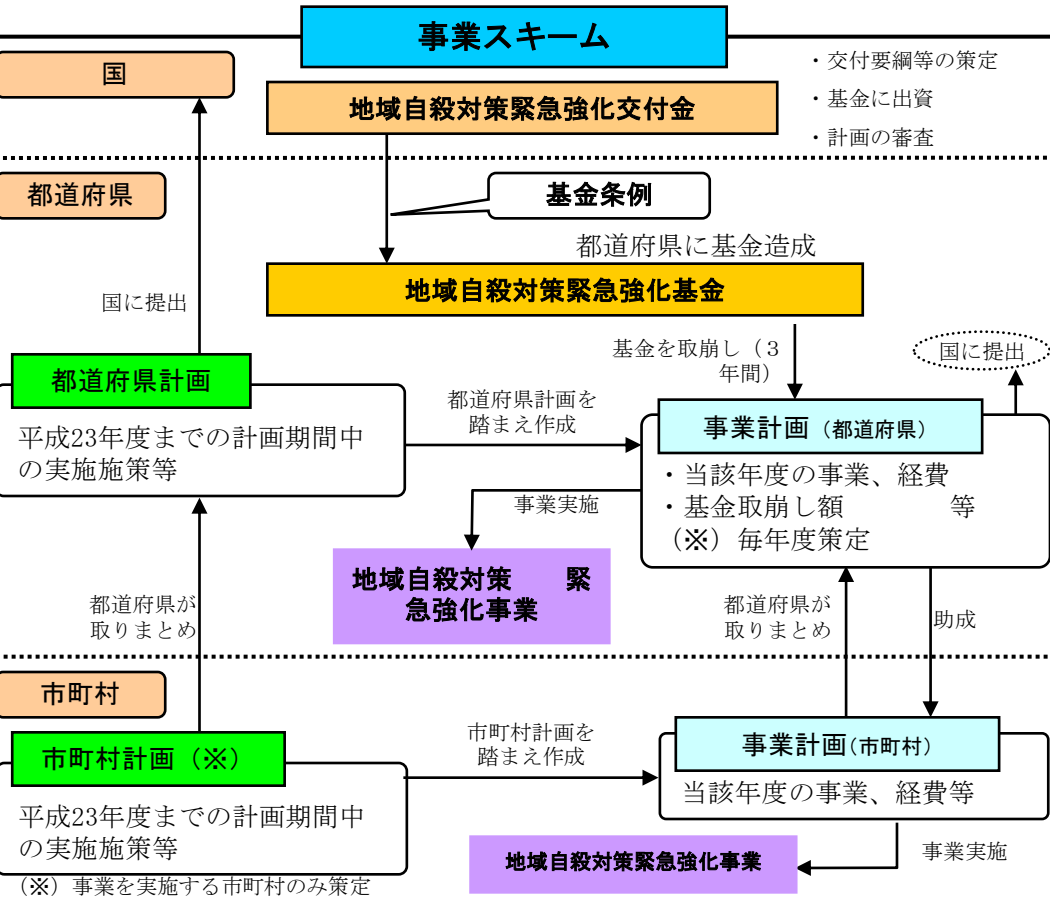 事業スキーム
国
・交付要綱等の策定
・基金に出資
・計画の審査
地域自殺対策緊急強化交付金
都道府県
基金条例
都道府県に基金造成
地域自殺対策緊急強化基金
国に提出
基金を取崩し（３
年間）
国に提出
都道府県計画
平成23年度までの計画期間中
の実施施策等
都道府県計画を
踏まえ作成
事業計画（都道府県）
・当該年度の事業、経費
・基金取崩し額　　　　等
（※）毎年度策定
事業実施
地域自殺対策　　緊
急強化事業
都道府県が
取りまとめ
都道府県が
取りまとめ
助成
市町村
市町村計画（※）
平成23年度までの計画期間中
の実施施策等
（※）事業を実施する市町村のみ策定
市町村計画を
踏まえ作成
事業計画（市町村）
当該年度の事業、経費等
事業実施
地域自殺対策緊急強化事業